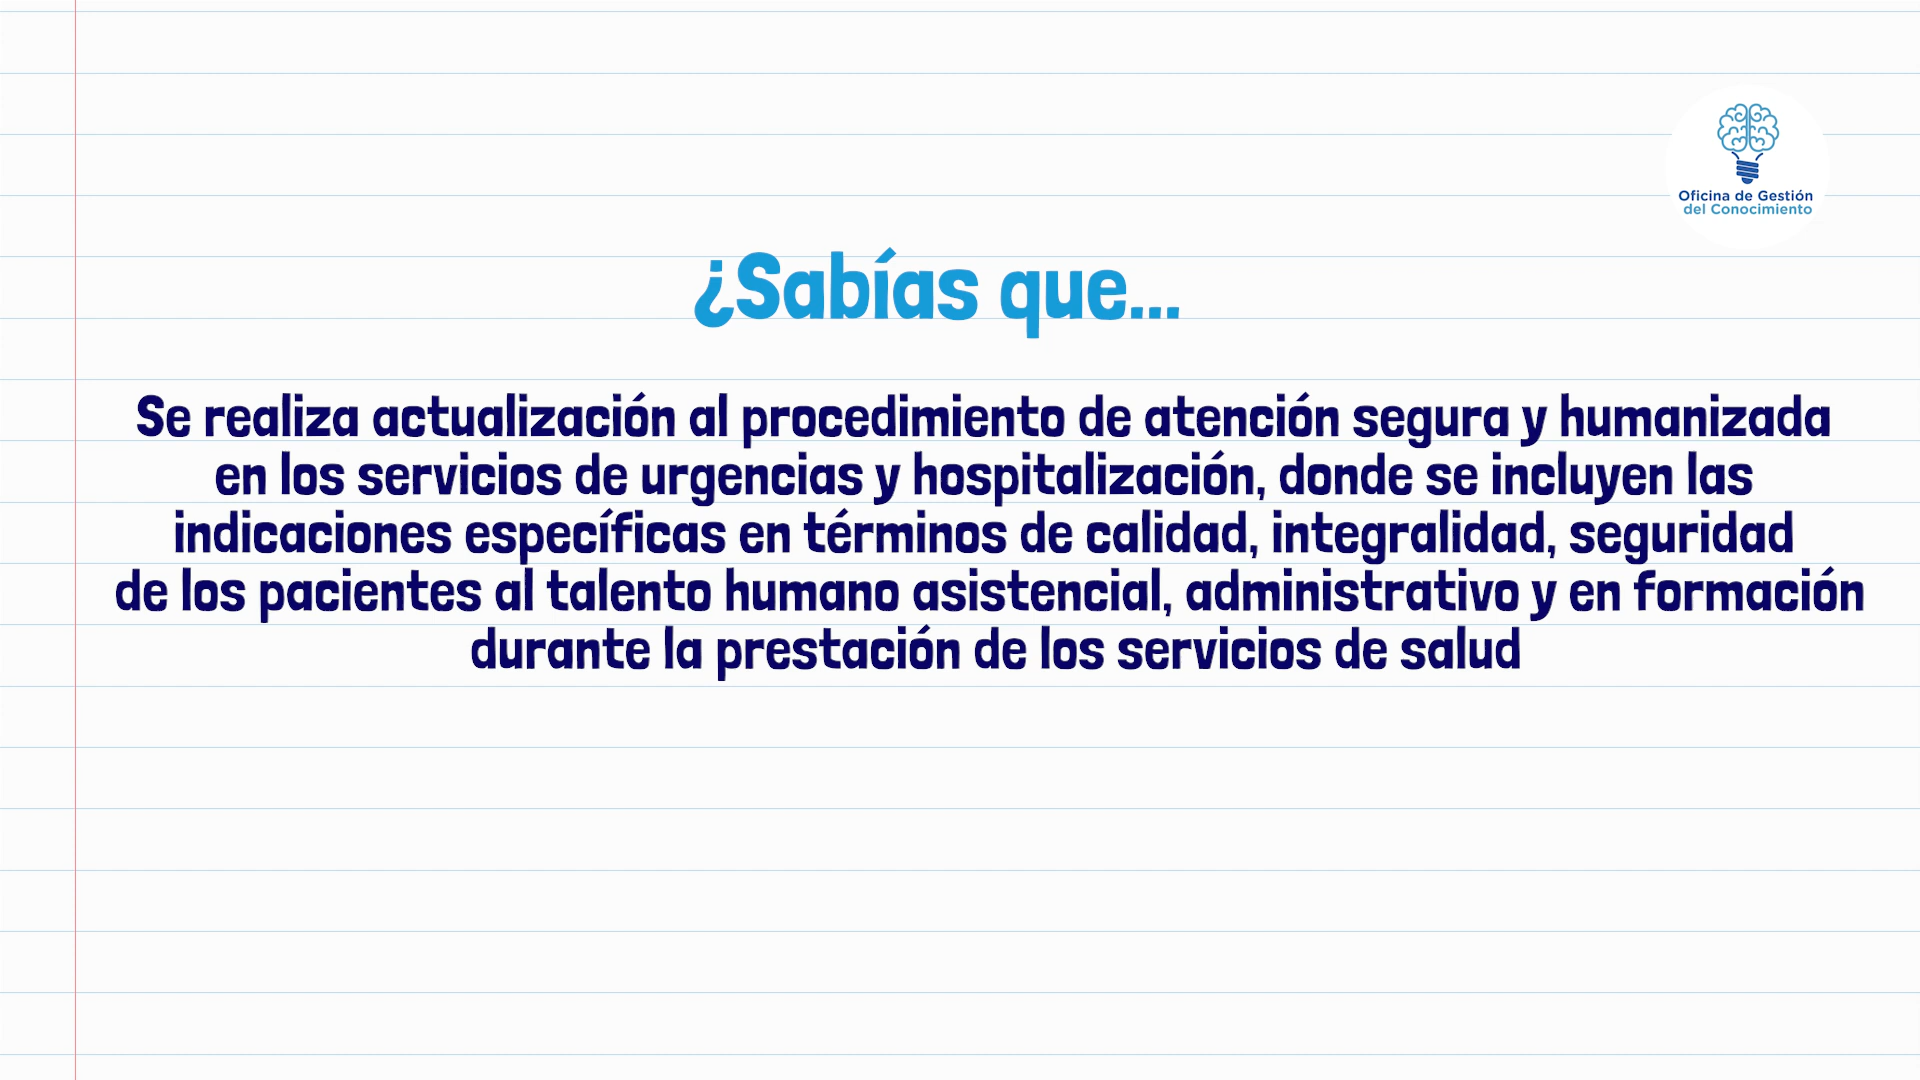 Oficina de Gestión
del Conocimiento
¿Sabías que...
Se realiza actualización al procedimiento de atención segura y humanizada
en los servicios de urgencias y hospitalización, donde se incluyen las
indicaciones específicas en términos de calidad, integralidad, seguridad
de los pacientes al talento humano asistencial, administrativo y en formación
durante la prestación de los servicios de salud